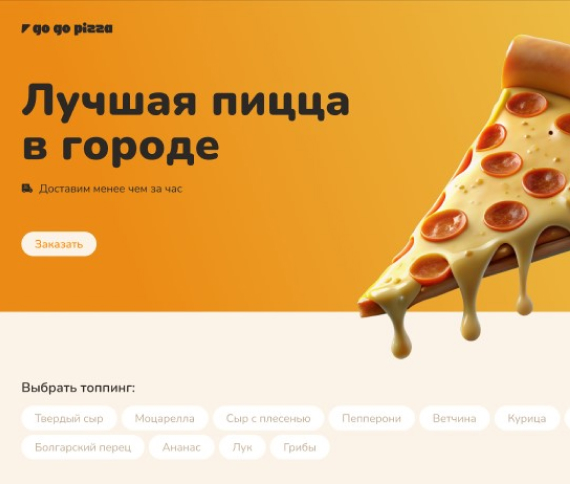 go go pizza
Лучшая пицца
в городе
Доставим менее чем за час
Заказать
Выбрать топпинг:
Твердый сыр Моцарелла Сыр с плесенью Пепперони Ветчина Курица
Болгарский перец Ананас Лук Грибы